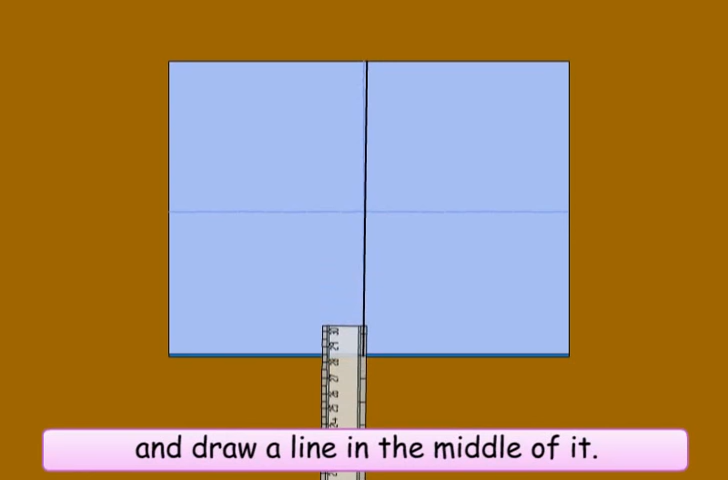 and draw a line in the middle of it.